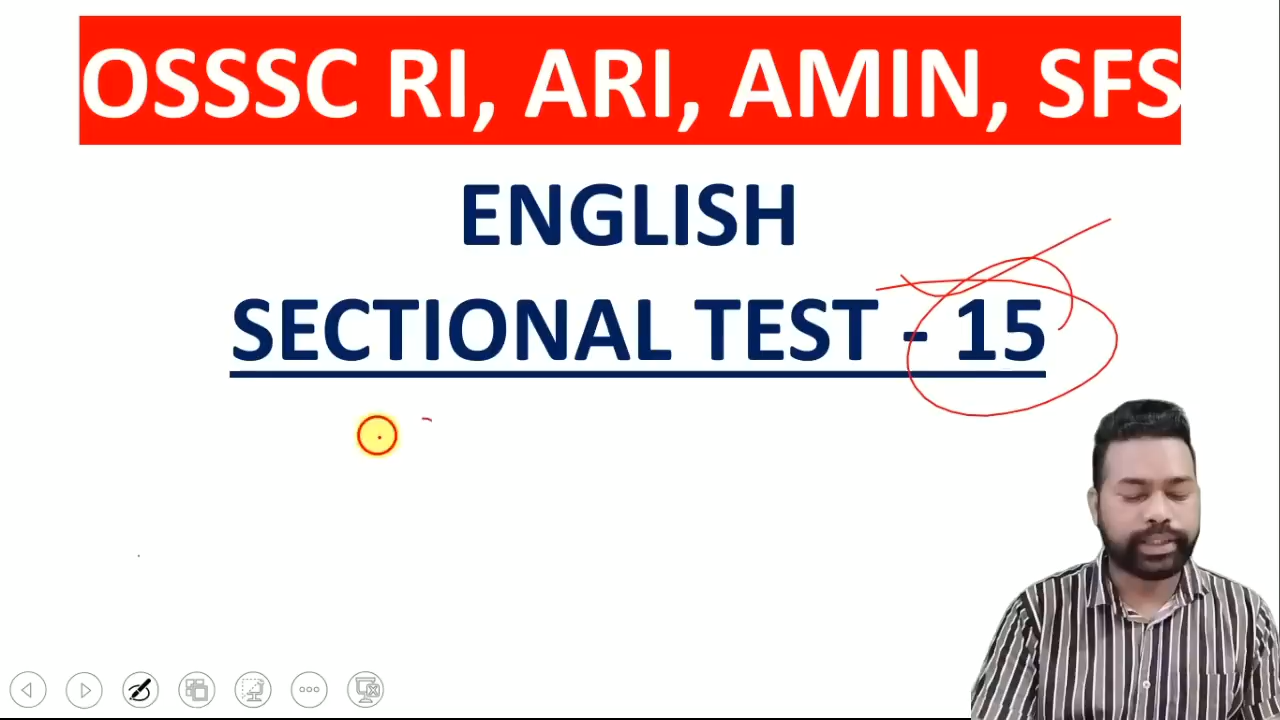 OSSSC RI, ARI, AMIN, SFS
ENGLISH
SECTIONAL TEST - 15